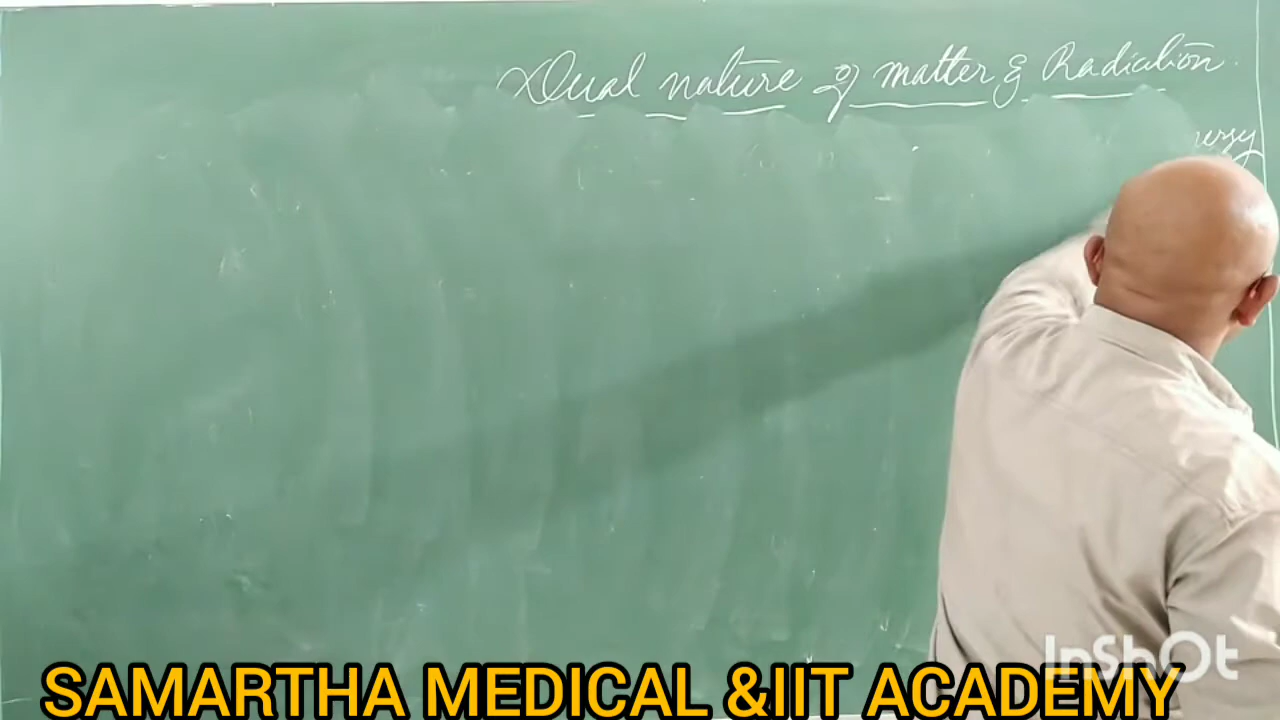 Dual nature of matter & Radiation.
InShOt
SAMARTHA MEDICAL &IIT ACADEMY